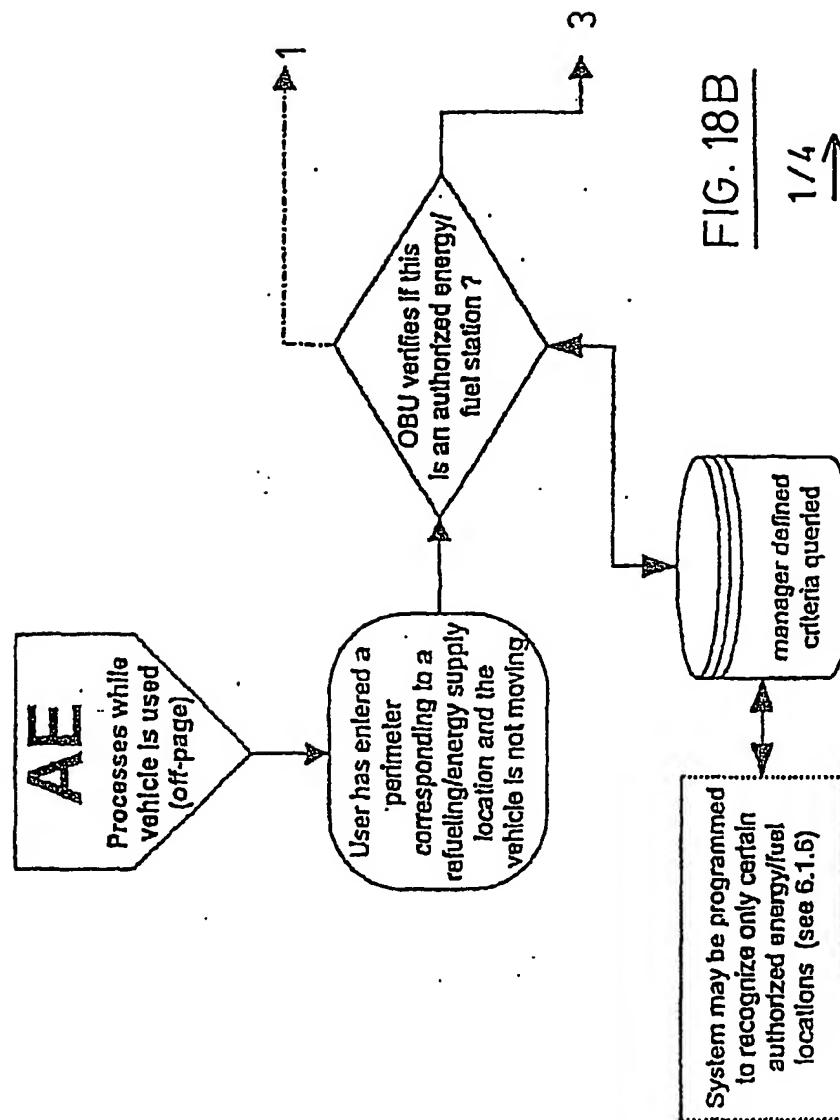 AE
Processes while
vehicle is used
(off-page)
User has entered a
perimeter
corresponding to a
refueling/energy supply
location and the
vehicle is not moving
OBU verifies if this
Is an authorized energy/
fuel station ?
1
3
manager defined
criteria queried
System may be programmed
to recognize only certain
authorized energy/fuel
locations (see 6.1.6)
FIG. 18B
1/4